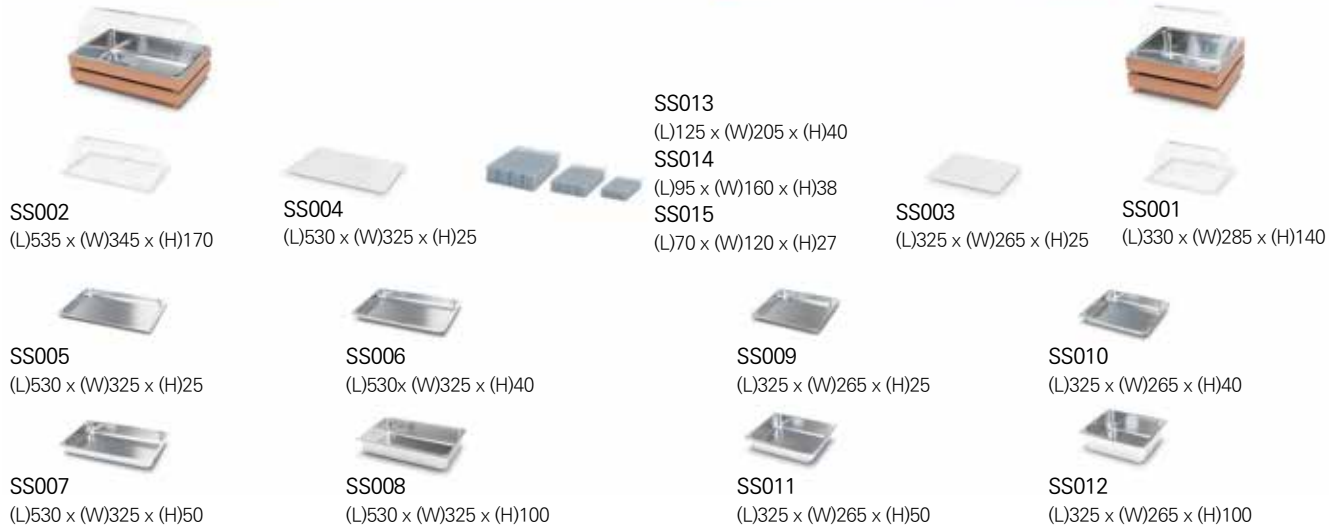 SS013
(L)125 x (W)205 x (H)40
SS014
(L)95 x (W)160 x (H)38
SS015
(L)70 x (W)120 x (H)27
SS002
(L)535 x (W)345 x (H)170
SS004
(L)530 x (W)325 x (H)25
SS003
(L)325 x (W)265 x (H)25
SS001
(L)330 x (W)285 x (H)140
SS005
(L)530 x (W)325 x (H)25
SS006
(L)530x (W)325 x (H)40
SS009
(L)325 x (W)265 x (H)25
SS010
(L)325 x (W)265 x (H)40
SS007
(L)530 x (W)325 x (H)50
SS008
(L)530 x (W)325 x (H)100
SS011
(L)325 x (W)265 x (H)50
SS012
(L)325 x (W)265 x (H)100